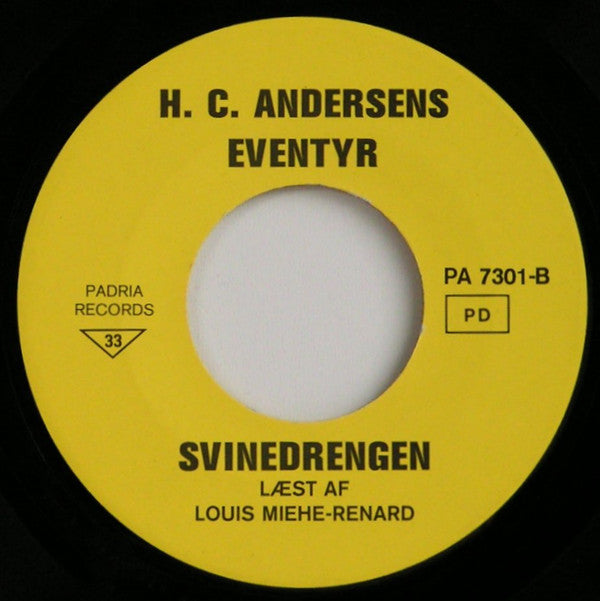 H. C. ANDERSENS
EVENTYR
PADRIA
RECORDS
33
PA 7301-B
PD
SVINEDRENGEN
LÆST AF
LOUIS MIEHE-RENARD